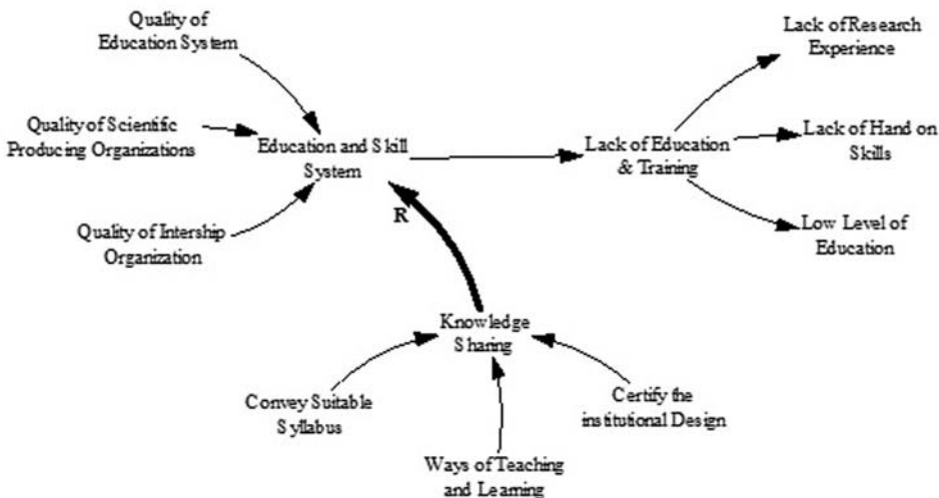 Quality of
Education System
Lack of Research
Experience
Quality of Scientific
Producing Organizations
Education and Skill
System
Lack of Education
& Training
Lack of Hand on
Skills
R
Quality of Intership
Organization
Low Level of
Education
Knowledge
Sharing
Convey Suitable
Syllabus
Certify the
institutional Design
Ways of Teaching
and Learning